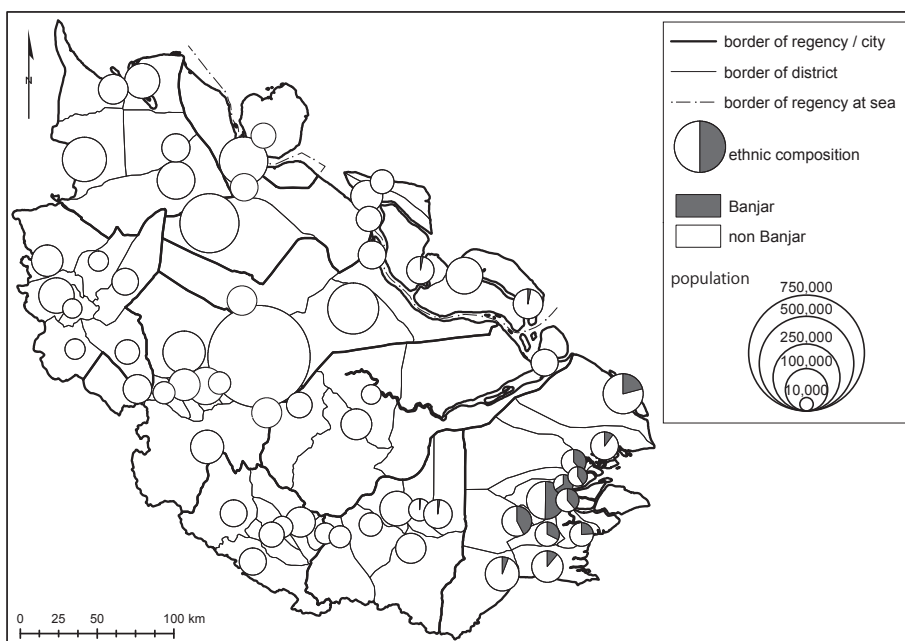 N
border of regency / city
border of district
border of regency at sea
ethnic composition
Banjar
non Banjar
population
750,000
500,000
250,000
100,000
10,000
0 25 50 100 km